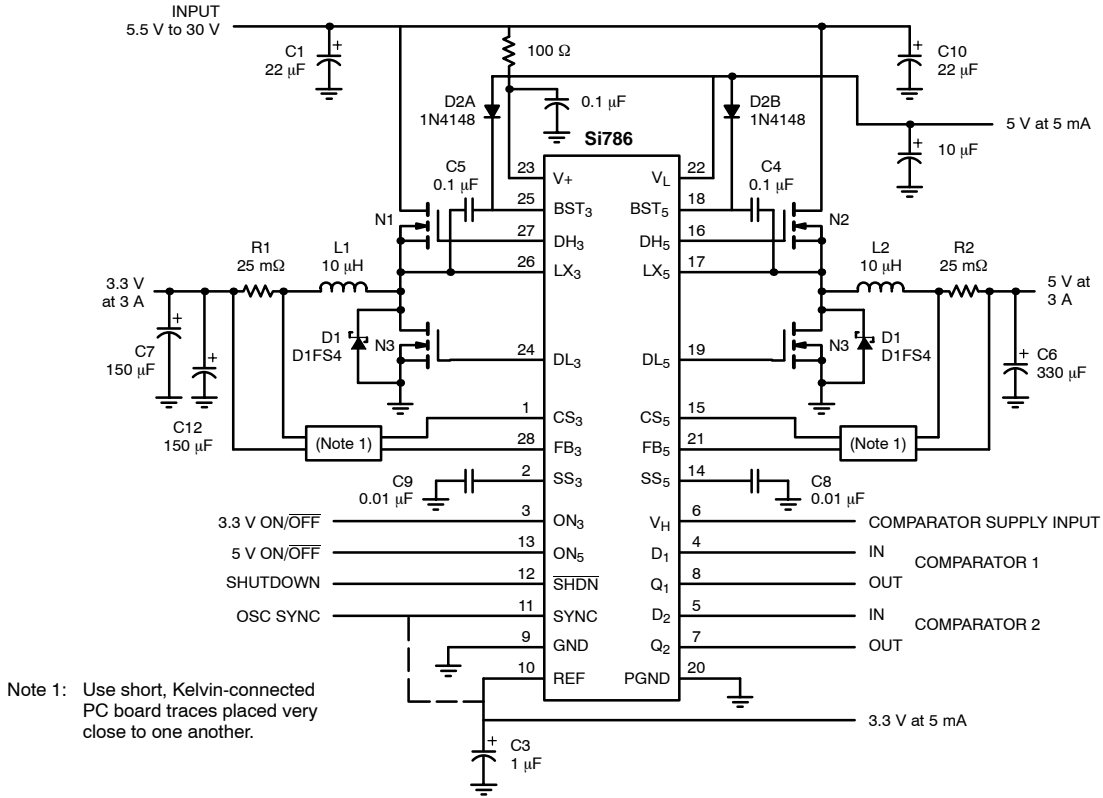 INPUT
5.5 V to 30 V
C1
22 µF
100 Ω
C10
22 µF
D2A
1N4148
0.1 µF
D2B
1N4148
5 V at 5 mA
10 µF
Si786
C5
0.1 µF
C4
0.1 µF
23
V+
22
VL
25
BST3
18
BST5
N1
N2
27
DH3
16
DH5
26
LX3
17
LX5
R1
25 mΩ
L1
10 µH
L2
10 µH
R2
25 mΩ
3.3 V
at 3 A
5 V at
3 A
C7
150 µF
C12
150 µF
D1
D1FS4
N3
24
DL3
19
DL5
N3
D1
D1FS4
C6
330 µF
1
CS3
15
CS5
(Note 1)
(Note 1)
28
FB3
21
FB5
C9
0.01 µF
2
SS3
14
SS5
C8
0.01 µF
3.3 V ON/OFF
3
ON3
6
VH
COMPARATOR SUPPLY INPUT
5 V ON/OFF
13
ON5
4
D1
IN
COMPARATOR 1
SHUTDOWN
12
SHDN
8
Q1
OUT
OSC SYNC
11
SYNC
5
D2
IN
COMPARATOR 2
9
GND
7
Q2
OUT
10
REF
20
PGND
3.3 V at 5 mA
C3
1 µF
Note 1: Use short, Kelvin-connected
PC board traces placed very
close to one another.